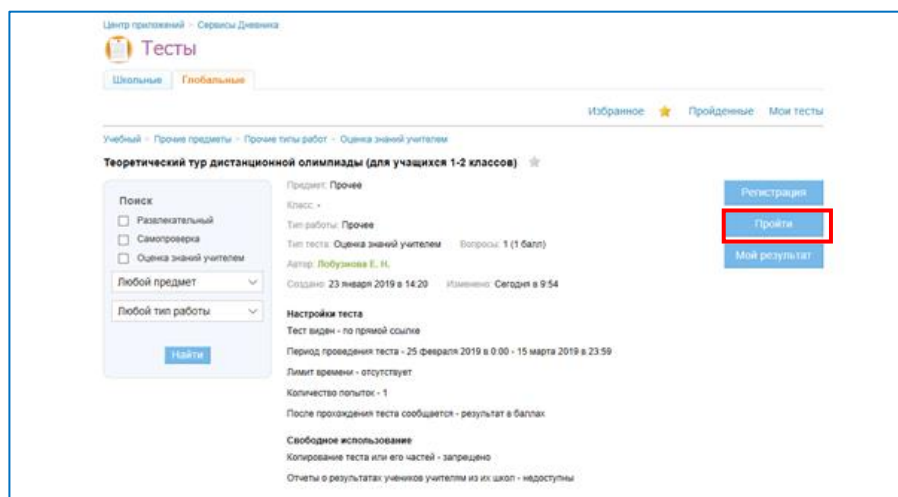 Центр приложений > Сервисы Дневника
Тесты
Школьные Глобальные
Избранное Пройденные Мои тесты
Учебный > Прочие предметы > Прочие типы работ > Оценка знаний учителем
Теоретический тур дистанционной олимпиады (для учащихся 1-2 классов)
Поиск
Развлекательный
Самопроверка
Оценка знаний учителем
Любой предмет
Любой тип работы
Найти
Предмет: Прочее
Класс: -
Тип работы: Прочее
Тип теста: Оценка знаний учителем Вопросы: 1 (1 балл)
Автор: Лобузнова Е. Н.
Создано: 23 января 2019 в 14:20 Изменено: Сегодня в 9:54
Настройки теста
Тест виден - по прямой ссылке
Период проведения теста - 25 февраля 2019 в 0:00 - 15 марта 2019 в 23:59
Лимит времени - отсутствует
Количество попыток - 1
После прохождения теста сообщается - результат в баллах
Свободное использование
Копирование теста или его частей - запрещено
Отчеты о результатах учеников учителям из их школ - недоступны
Регистрация
Пройти
Мой результат